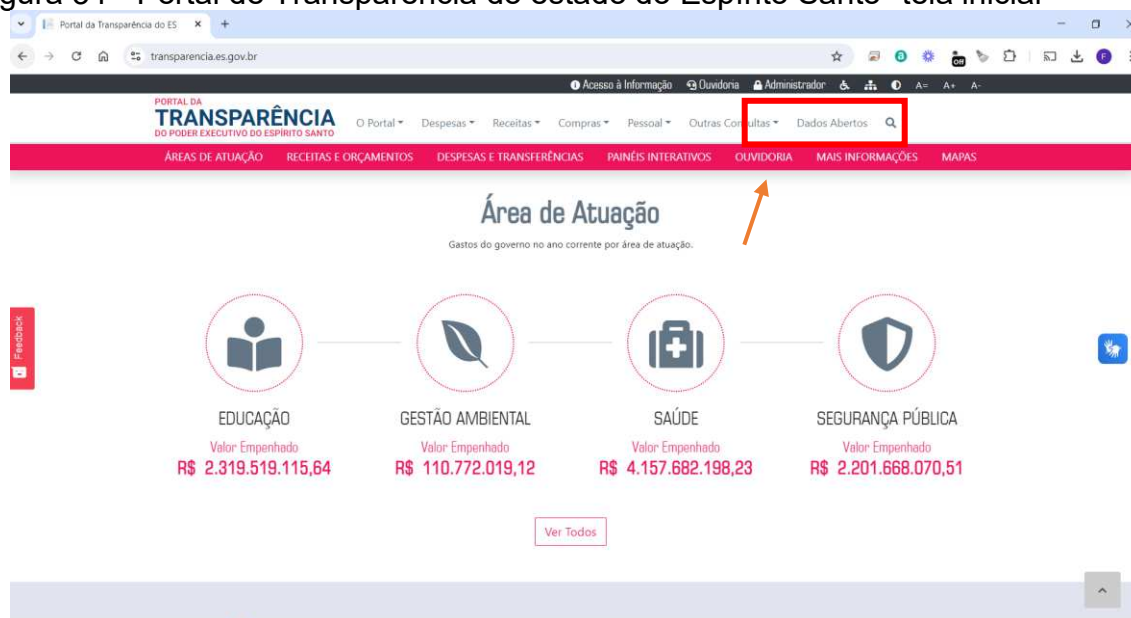 gura 51 - Portal de Transparência do estado do Espírito Santo- tela inicial
Portal da Transparência do ES
transparencia.es.gov.br
off
F
Acesso à Informação Ouvidoria Administrador A= A+ A-
PORTAL DA
TRANSPARÊNCIA
DO PODER EXECUTIVO DO ESPÍRITO SANTO
O Portal Despesas Receitas Compras Pessoal Outras Consultas Dados Abertos
ÁREAS DE ATUAÇÃO RECEITAS E ORÇAMENTOS DESPESAS E TRANSFERÊNCIAS PAINÉIS INTERATIVOS OUVIDORIA MAIS INFORMAÇÕES MAPAS
Área de Atuação
Gastos do governo no ano corrente por área de atuação.
Feedback
EDUCAÇÃO GESTÃO AMBIENTAL SAÚDE SEGURANÇA PÚBLICA
Valor Empenhado Valor Empenhado Valor Empenhado Valor Empenhado
R$ 2.319.519.115,64 R$ 110.772.019,12 R$ 4.157.682.198,23 R$ 2.201.668.070,51
Ver Todos